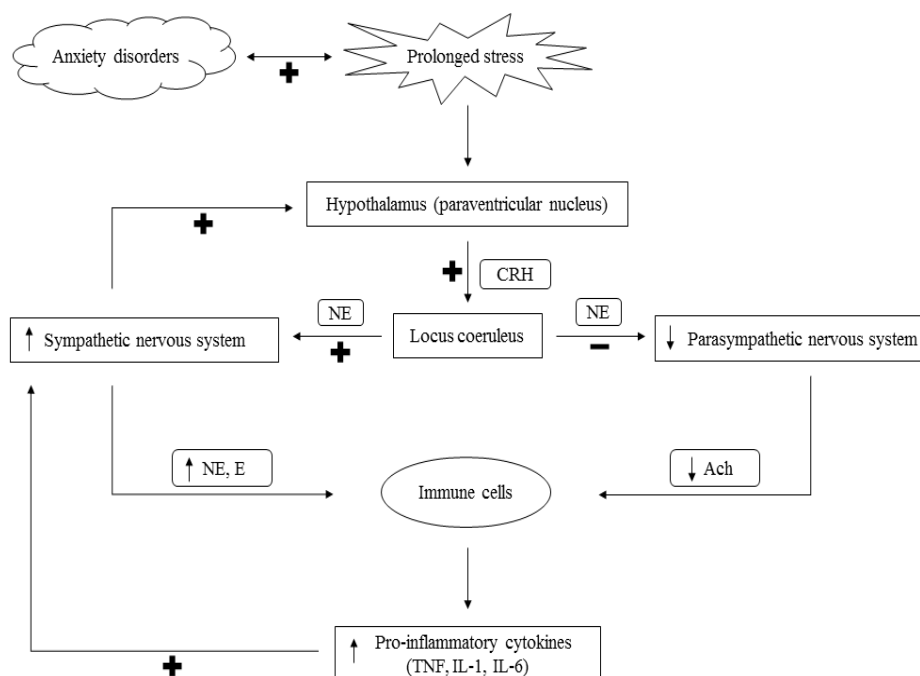 Anxiety disorders
Prolonged stress
Hypothalamus (paraventricular nucleus)
CRH
NE
NE
↑ Sympathetic nervous system
Locus coeruleus
↓ Parasympathetic nervous system
↑ NE, E
Immune cells
↓ Ach
↑ Pro-inflammatory cytokines
(TNF, IL-1, IL-6)